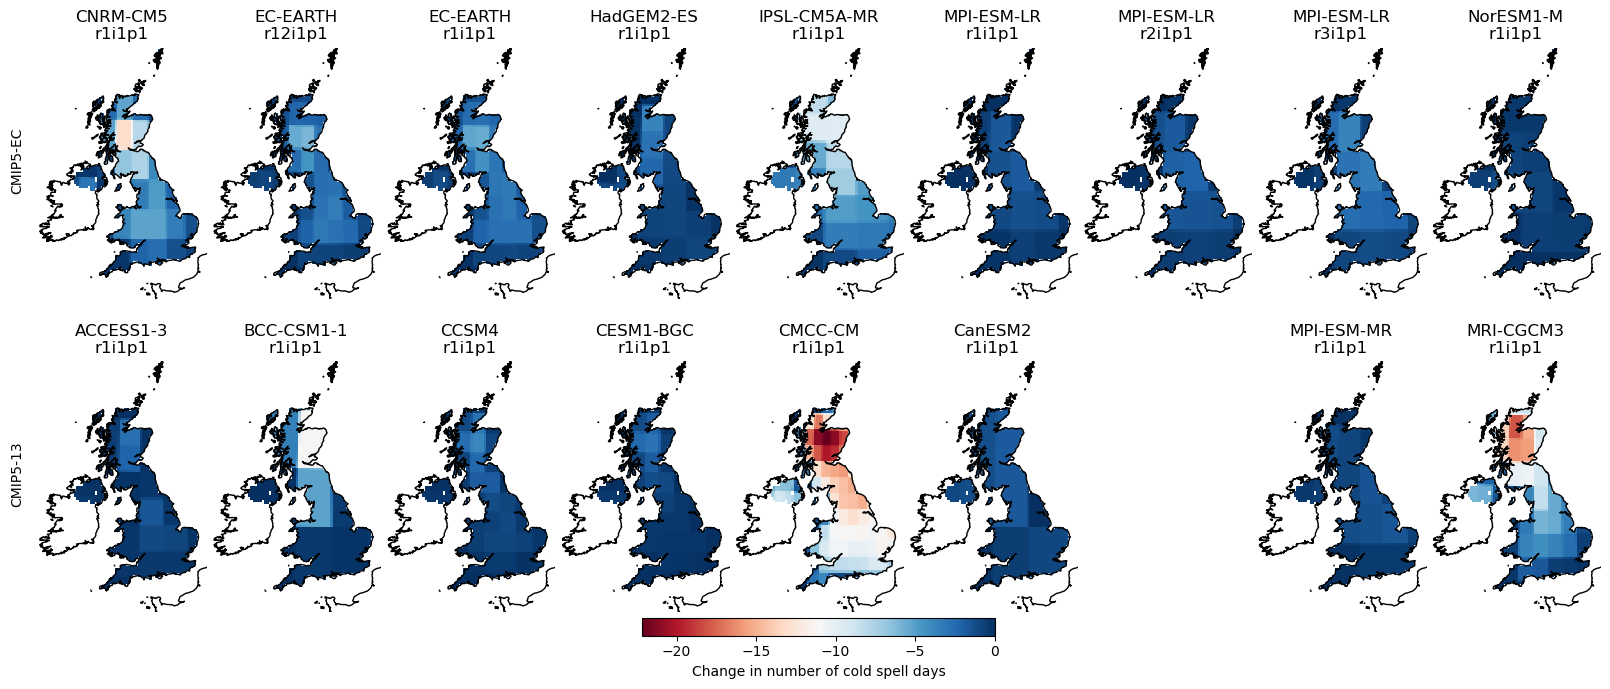 CNRM-CM5
r1i1p1
EC-EARTH
r12i1p1
EC-EARTH
r1i1p1
HadGEM2-ES
r1i1p1
IPSL-CM5A-MR
r1i1p1
MPI-ESM-LR
r1i1p1
MPI-ESM-LR
r2i1p1
MPI-ESM-LR
r3i1p1
NorESM1-M
r1i1p1
CMIP5-EC
ACCESS1-3
r1i1p1
BCC-CSM1-1
r1i1p1
CCSM4
r1i1p1
CESM1-BGC
r1i1p1
CMCC-CM
r1i1p1
CanESM2
r1i1p1
MPI-ESM-MR
r1i1p1
MRI-CGCM3
r1i1p1
CMIP5-13
−20 −15 −10 −5 0
Change in number of cold spell days